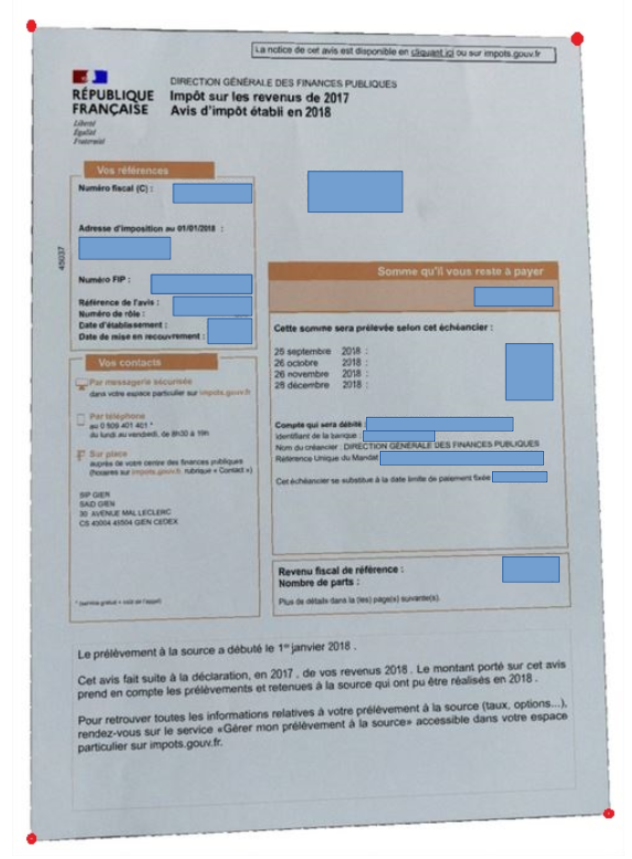 La notice de cet avis est disponible en cliquant ici ou sur impots.gouv.fr
RÉPUBLIQUE
FRANÇAISE
Liberté
Égalité
Fraternité
DIRECTION GÉNÉRALE DES FINANCES PUBLIQUES
Impôt sur les revenus de 2017
Avis d'impôt établi en 2018
Vos références
Numéro fiscal (C) :
Adresse d'imposition au 01/01/2018 :
45037
Numéro FIP :
Référence de l'avis :
Numéro de rôle :
Date d'établissement :
Date de mise en recouvrement :
Vos contacts
Par messagerie sécurisée
dans votre espace particulier sur impots.gouv.fr
Par téléphone
au 0 809 401 401 *
du lundi au vendredi, de 8h30 à 19h
Sur place
auprès de votre centre des finances publiques
(horaires sur impots.gouv.fr, rubrique « Contact »)
SIP GIEN
SAD GIEN
30 AVENUE MAL LECLERC
CS 43004 45504 GIEN CEDEX
* (service gratuit + coût de l'appel)
Somme qu'il vous reste à payer
Cette somme sera prélevée selon cet échéancier :
25 septembre 2018 :
26 octobre 2018 :
26 novembre 2018 :
28 décembre 2018 :
Compte qui sera débité :
Identifiant de la banque :
Nom du créancier : DIRECTION GÉNÉRALE DES FINANCES PUBLIQUES
Référence Unique du Mandat
Cet échéancier se substitue à la date limite de paiement fixée
Revenu fiscal de référence :
Nombre de parts :
Plus de détails dans la (les) page(s) suivante(s).
Le prélèvement à la source a débuté le 1er janvier 2018 .
Cet avis fait suite à la déclaration, en 2017 . de vos revenus 2018 . Le montant porté sur cet avis
prend en compte les prélèvements et retenues à la source qui ont pu être réalisés en 2018 .
Pour retrouver toutes les informations relatives à votre prélèvement à la source (taux, options...),
rendez-vous sur le service «Gérer mon prélèvement à la source» accessible dans votre espace
particulier sur impots.gouv.fr.